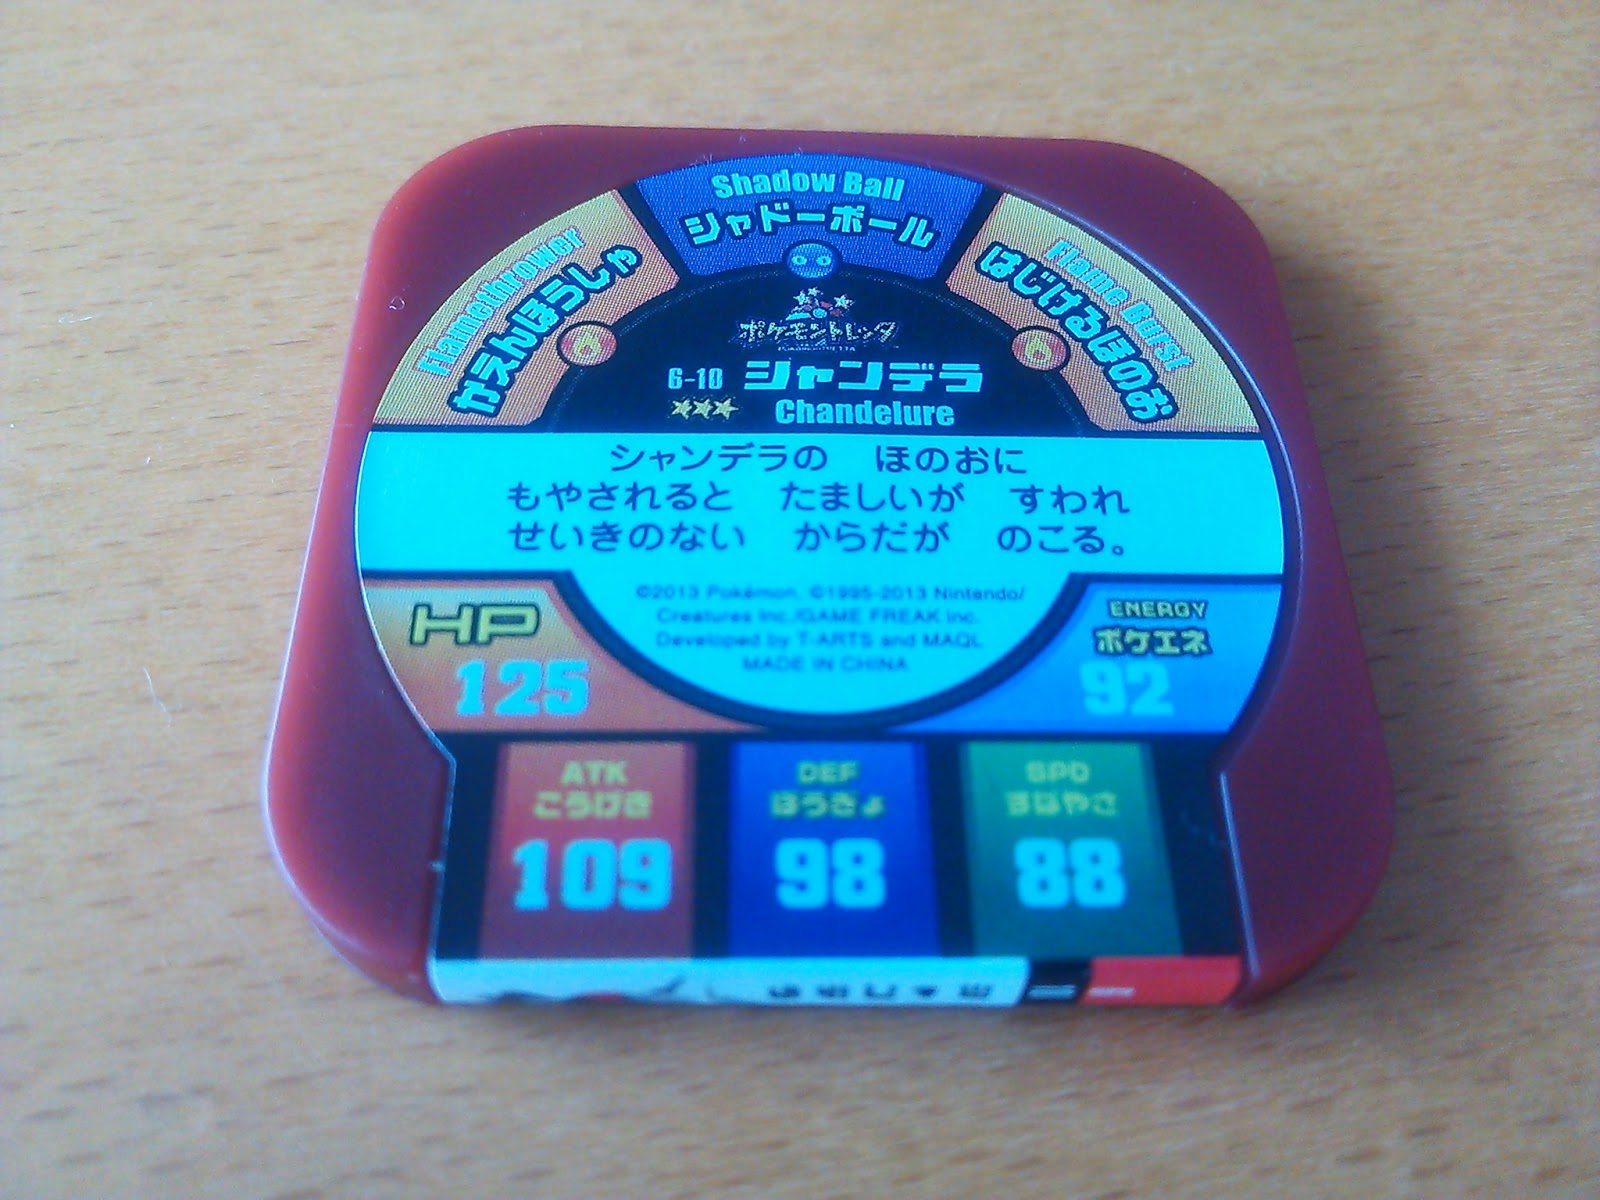 Shadow Ball
シャドーボール
Flamethrower
かえんほうしゃ
Flame Burst
はじけるほのお
ポケモントレッタ
6-10 シャンデラ
Chandelure
シャンデラの ほのおに
もやされると たましいが すわれ
せいきのない からだが のこる。
©2013 Pokémon. ©1995-2013 Nintendo/
Creatures Inc./GAME FREAK inc.
Developed by T-ARTS and MAQL
MADE IN CHINA
HP
125
ENERGY
ポケエネ
92
ATK
こうげき
109
DEF
ぼうぎょ
98
SPD
すばやさ
88